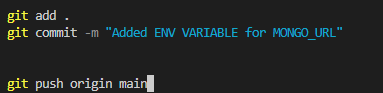 git add .
git commit -m "Added ENV VARIABLE for MONGO_URL"
git push origin main